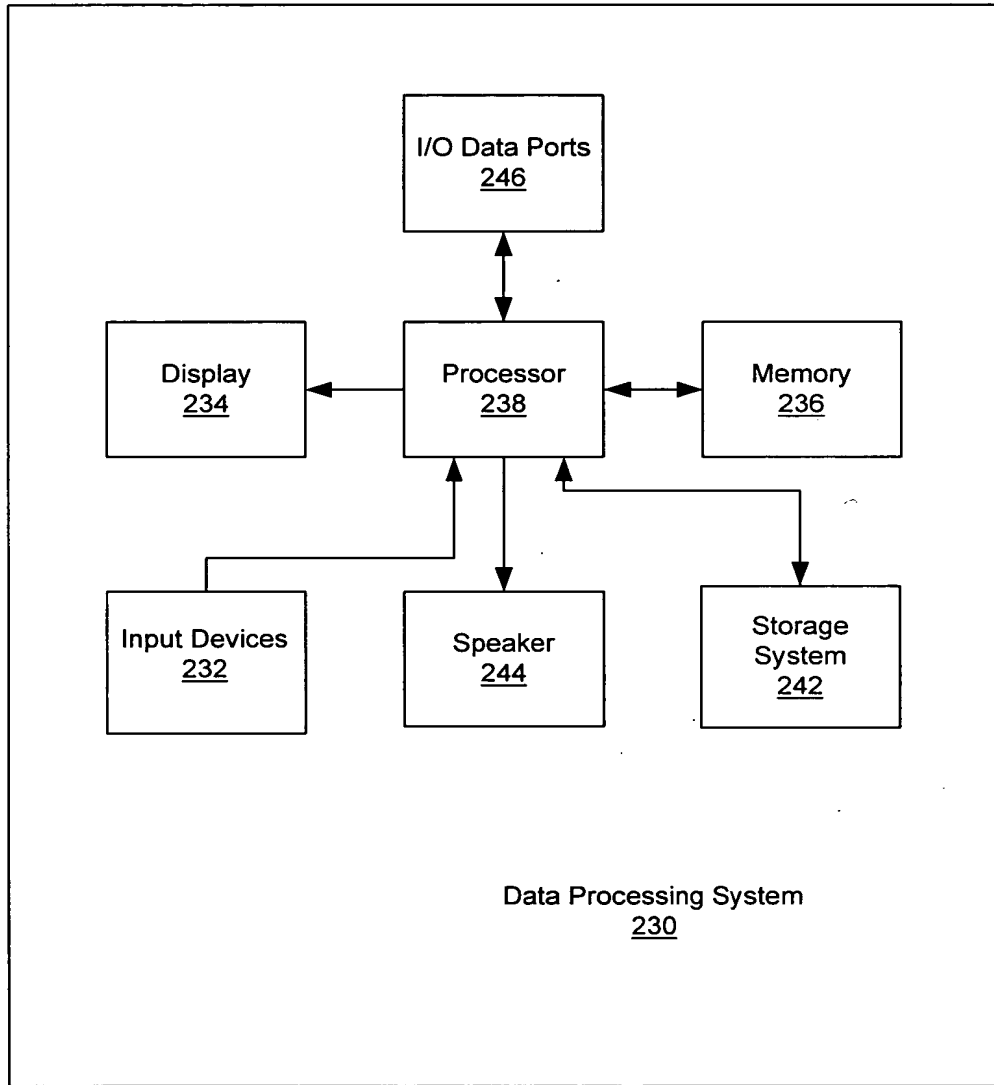 I/O Data Ports
246
Display
234
Processor
238
Memory
236
Input Devices
232
Speaker
244
Storage
System
242
Data Processing System
230